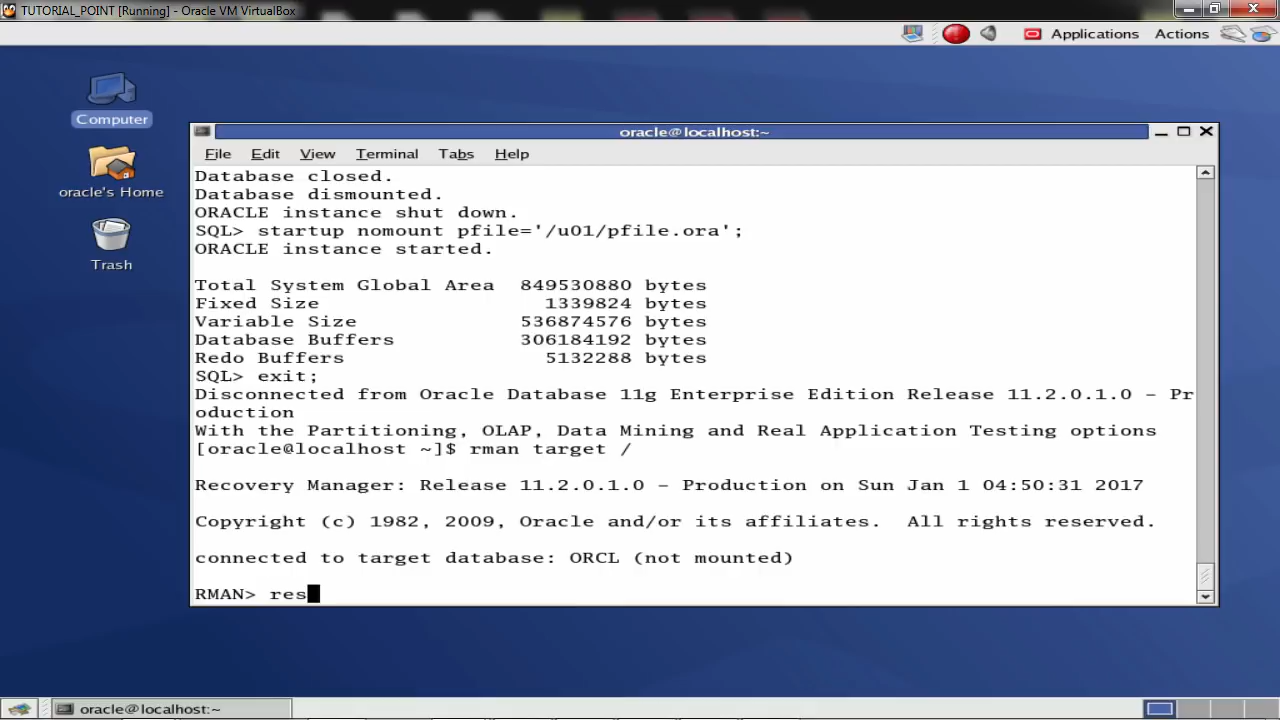 TUTORIAL_POINT [Running] - Oracle VM VirtualBox
Applications Actions
Computer
oracle's Home
Trash
oracle@localhost:~
File Edit View Terminal Tabs Help
Database closed.
Database dismounted.
ORACLE instance shut down.
SQL> startup nomount pfile='/u01/pfile.ora';
ORACLE instance started.
Total System Global Area  849530880 bytes
Fixed Size                  1339824 bytes
Variable Size             536874576 bytes
Database Buffers          306184192 bytes
Redo Buffers                5132288 bytes
SQL> exit;
Disconnected from Oracle Database 11g Enterprise Edition Release 11.2.0.1.0 - Pr
oduction
With the Partitioning, OLAP, Data Mining and Real Application Testing options
[oracle@localhost ~]$ rman target /
Recovery Manager: Release 11.2.0.1.0 - Production on Sun Jan 1 04:50:31 2017
Copyright (c) 1982, 2009, Oracle and/or its affiliates.  All rights reserved.
connected to target database: ORCL (not mounted)
RMAN> res
oracle@localhost:~